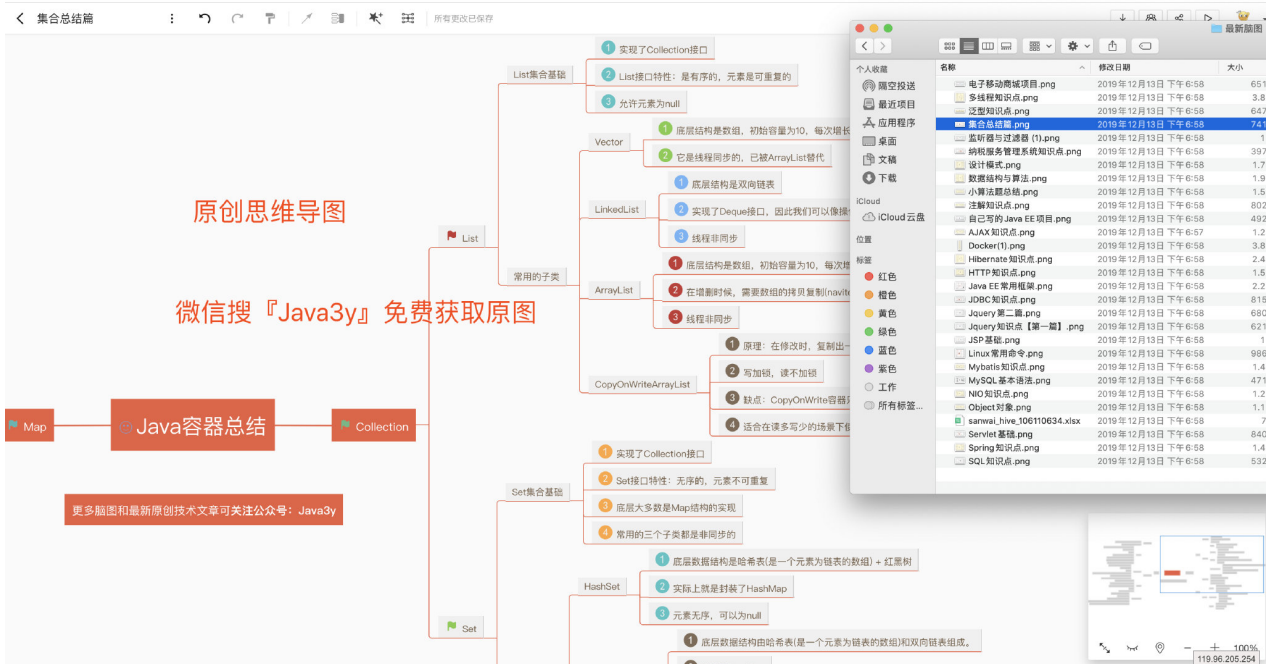 集合总结篇
所有更改已保存
实现了Collection接口
List集合基础
List接口特性：是有序的，元素是可重复的
允许元素为null
底层结构是数组，初始容量为10，每次增长
Vector
它是线程同步的，已被ArrayList替代
底层结构是双向链表
LinkedList
实现了Deque接口，因此我们可以像操
线程非同步
List
常用的子类
底层结构是数组，初始容量为10，每次增
ArrayList
在增删时候，需要数组的拷贝复制(navite
线程非同步
原理：在修改时，复制出一
写加锁，读不加锁
CopyOnWriteArrayList
缺点：CopyOnWrite容器只
适合在读多写少的场景下使
原创思维导图
微信搜『Java3y』免费获取原图
Map
Java容器总结
Collection
更多脑图和最新原创技术文章可关注公众号：Java3y
实现了Collection接口
Set接口特性：无序的，元素不可重复
Set集合基础
底层大多数是Map结构的实现
常用的三个子类都是非同步的
底层数据结构是哈希表(是一个元素为链表的数组) + 红黑树
HashSet
实际上就是封装了HashMap
元素无序，可以为null
Set
底层数据结构由哈希表(是一个元素为链表的数组)和双向链表组成。
最新脑图
个人收藏
隔空投送
最近项目
应用程序
桌面
文稿
下载
iCloud
iCloud 云盘
位置
标签
红色
橙色
黄色
绿色
蓝色
紫色
工作
所有标签...
名称 修改日期 大小
电子移动商城项目.png 2019年12月13日 下午6:58 651
多线程知识点.png 2019年12月13日 下午6:58 3.8
泛型知识点.png 2019年12月13日 下午6:58 647
集合总结篇.png 2019年12月13日 下午6:58 741
监听器与过滤器 (1).png 2019年12月13日 下午6:58 1
纳税服务管理系统知识点.png 2019年12月13日 下午6:58 397
设计模式.png 2019年12月13日 下午6:58 1.7
数据结构与算法.png 2019年12月13日 下午6:58 1.9
小算法题总结.png 2019年12月13日 下午6:58 1.5
注解知识点.png 2019年12月13日 下午6:58 802
自己写的 Java EE 项目.png 2019年12月13日 下午6:58 492
AJAX知识点.png 2019年12月13日 下午6:57 1.2
Docker(1).png 2019年12月13日 下午6:58 3.8
Hibernate 知识点.png 2019年12月13日 下午6:58 2.4
HTTP知识点.png 2019年12月13日 下午6:58 1.5
Java EE 常用框架.png 2019年12月13日 下午6:58 2.2
JDBC 知识点.png 2019年12月13日 下午6:58 815
Jquery 第二篇.png 2019年12月13日 下午6:58 680
Jquery 知识点【第一篇】.png 2019年12月13日 下午6:58 621
JSP基础.png 2019年12月13日 下午6:58 1
Linux常用命令.png 2019年12月13日 下午6:58 986
Mybatis 知识点.png 2019年12月13日 下午6:58 1.4
MySQL基本语法.png 2019年12月13日 下午6:58 471
NIO 知识点.png 2019年12月13日 下午6:58 1.2
Object 对象.png 2019年12月13日 下午6:58 1.1
sanwai_hive_106110634.xlsx 2019年12月13日 下午6:58 7
Servlet 基础.png 2019年12月13日 下午6:58 840
Spring 知识点.png 2019年12月13日 下午6:58 1.4
SQL 知识点.png 2019年12月13日 下午6:58 532
100%
119.96.205.254